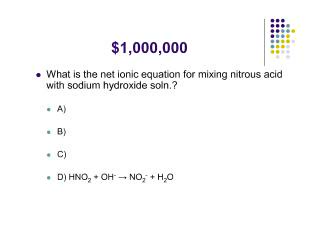 $1,000,000
What is the net ionic equation for mixing nitrous acid
with sodium hydroxide soln.?
A)
B)
C)
D) HNO₂ + OH⁻ → NO₂⁻ + H₂O